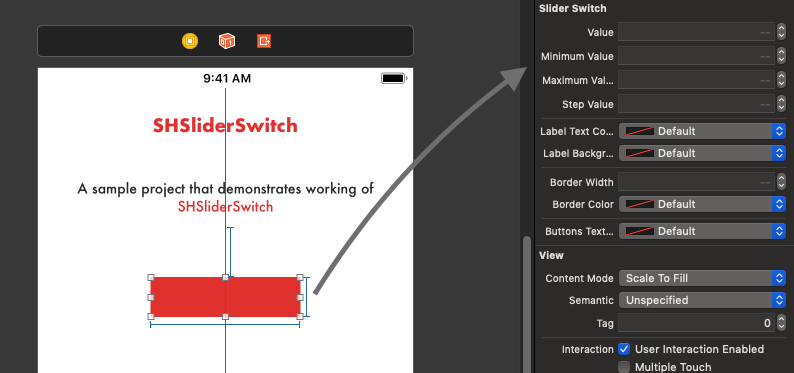 9:41 AM
SHSliderSwitch
A sample project that demonstrates working of
SHSliderSwitch
Slider Switch
Value --
Minimum Value --
Maximum Val... --
Step Value --
Label Text Co... Default
Label Backgr... Default
Border Width --
Border Color Default
Buttons Text... Default
View
Content Mode Scale To Fill
Semantic Unspecified
Tag 0
Interaction User Interaction Enabled
Multiple Touch